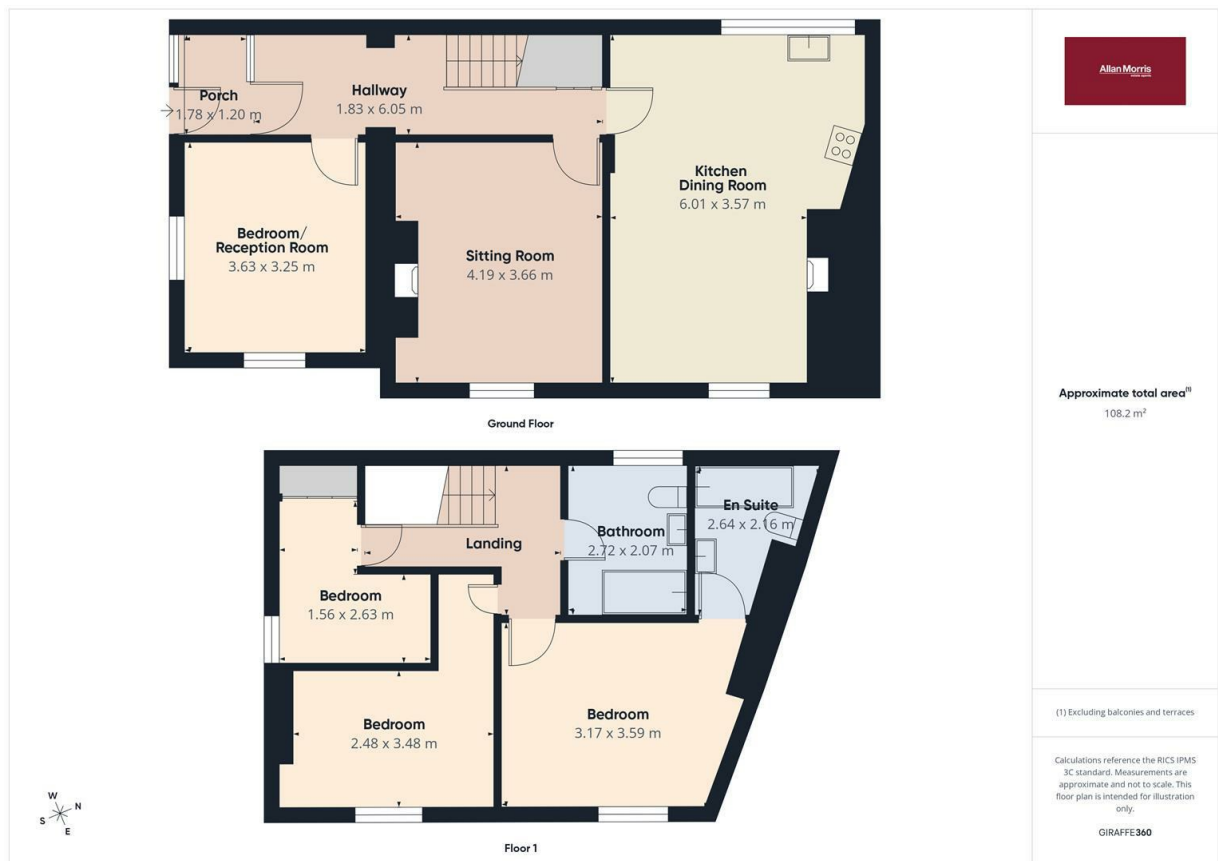 Porch
1.78 x 1.20 m
Hallway
1.83 x 6.05 m
Kitchen
Dining Room
6.01 x 3.57 m
Bedroom/
Reception Room
3.63 x 3.25 m
Sitting Room
4.19 x 3.66 m
Ground Floor
En Suite
2.64 x 2.16 m
Bathroom
2.72 x 2.07 m
Landing
Bedroom
1.56 x 2.63 m
Bedroom
2.48 x 3.48 m
Bedroom
3.17 x 3.59 m
Floor 1
W
N
S
E
Allan Morris
estate agents
Approximate total area(1)
108.2 m²
(1) Excluding balconies and terraces
Calculations reference the RICS IPMS
3C standard. Measurements are
approximate and not to scale. This
floor plan is intended for illustration
only.
GIRAFFE360